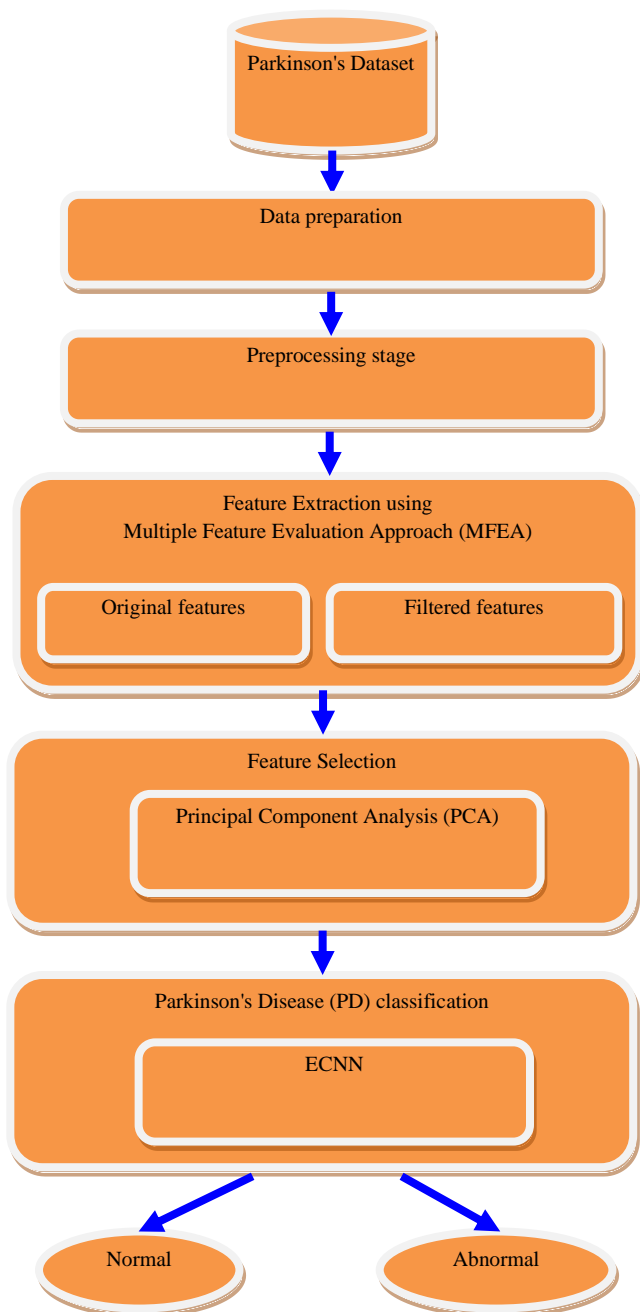 Parkinson's Dataset
Data preparation
Preprocessing stage
Feature Extraction using
Multiple Feature Evaluation Approach (MFEA)
Original features
Filtered features
Feature Selection
Principal Component Analysis (PCA)
Parkinson's Disease (PD) classification
ECNN
Normal
Abnormal